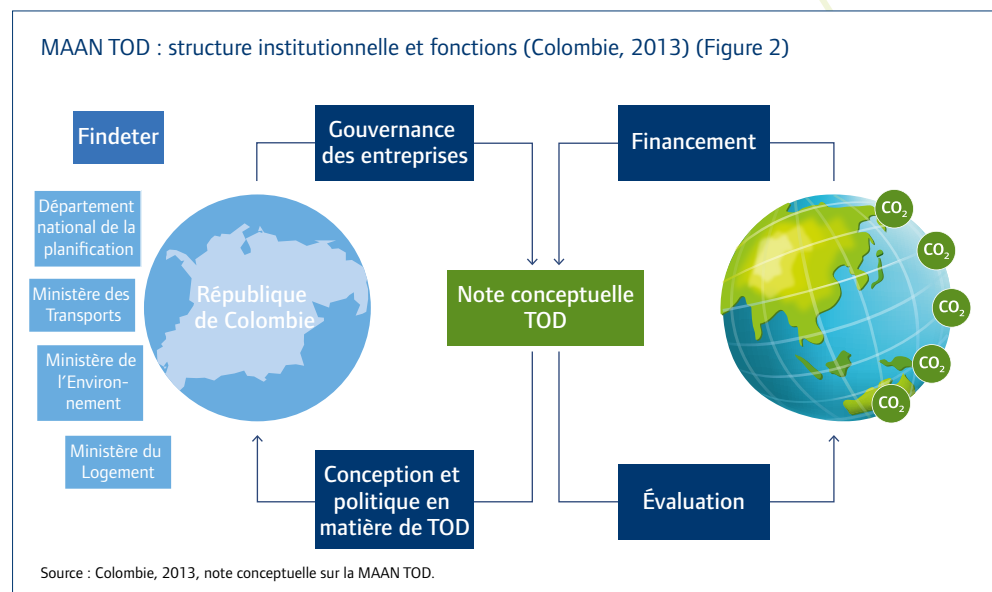 MAAN TOD : structure institutionnelle et fonctions (Colombie, 2013) (Figure 2)
Findeter
Gouvernance
des entreprises
Financement
Département
national de la
planification
Ministère des
Transports
Ministère de
l'Environ-
nement
Ministère du
Logement
République
de Colombie
Note conceptuelle
TOD
CO₂
CO₂
CO₂
CO₂
CO₂
Conception et
politique en
matière de TOD
Évaluation
Source : Colombie, 2013, note conceptuelle sur la MAAN TOD.